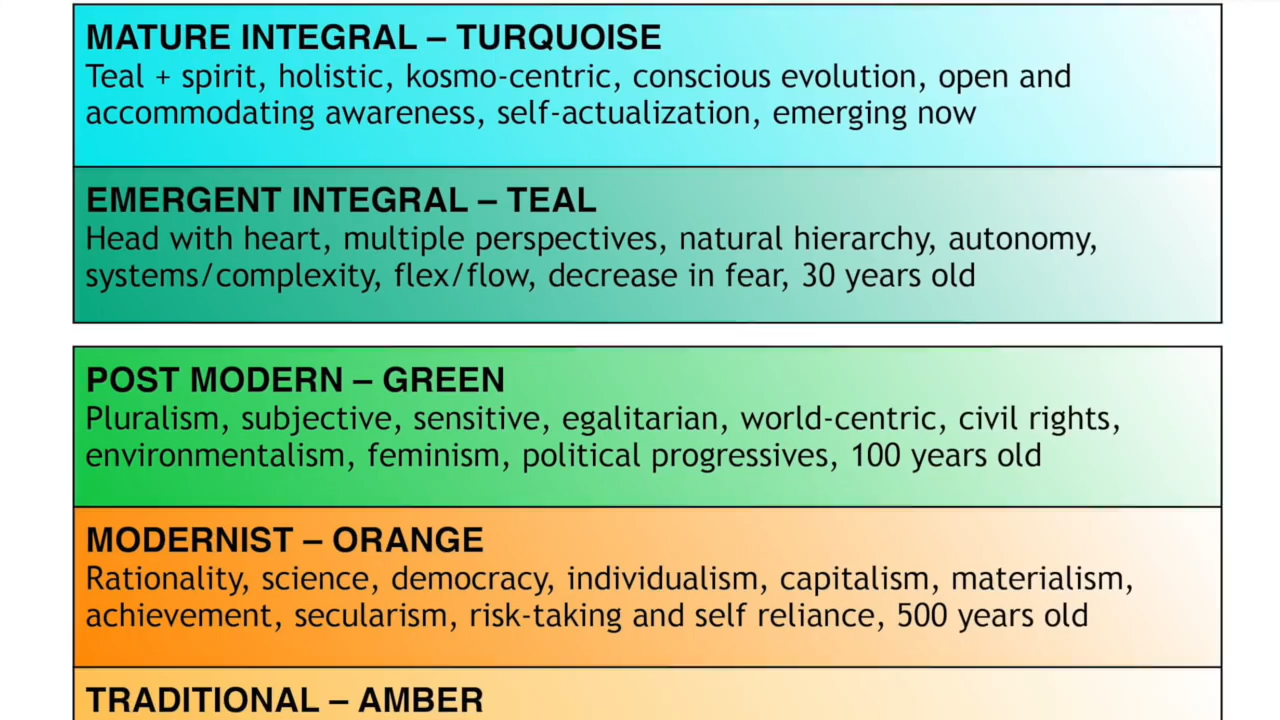 MATURE INTEGRAL – TURQUOISE
Teal + spirit, holistic, kosmo-centric, conscious evolution, open and
accommodating awareness, self-actualization, emerging now
EMERGENT INTEGRAL – TEAL
Head with heart, multiple perspectives, natural hierarchy, autonomy,
systems/complexity, flex/flow, decrease in fear, 30 years old
POST MODERN – GREEN
Pluralism, subjective, sensitive, egalitarian, world-centric, civil rights,
environmentalism, feminism, political progressives, 100 years old
MODERNIST – ORANGE
Rationality, science, democracy, individualism, capitalism, materialism,
achievement, secularism, risk-taking and self reliance, 500 years old
TRADITIONAL – AMBER